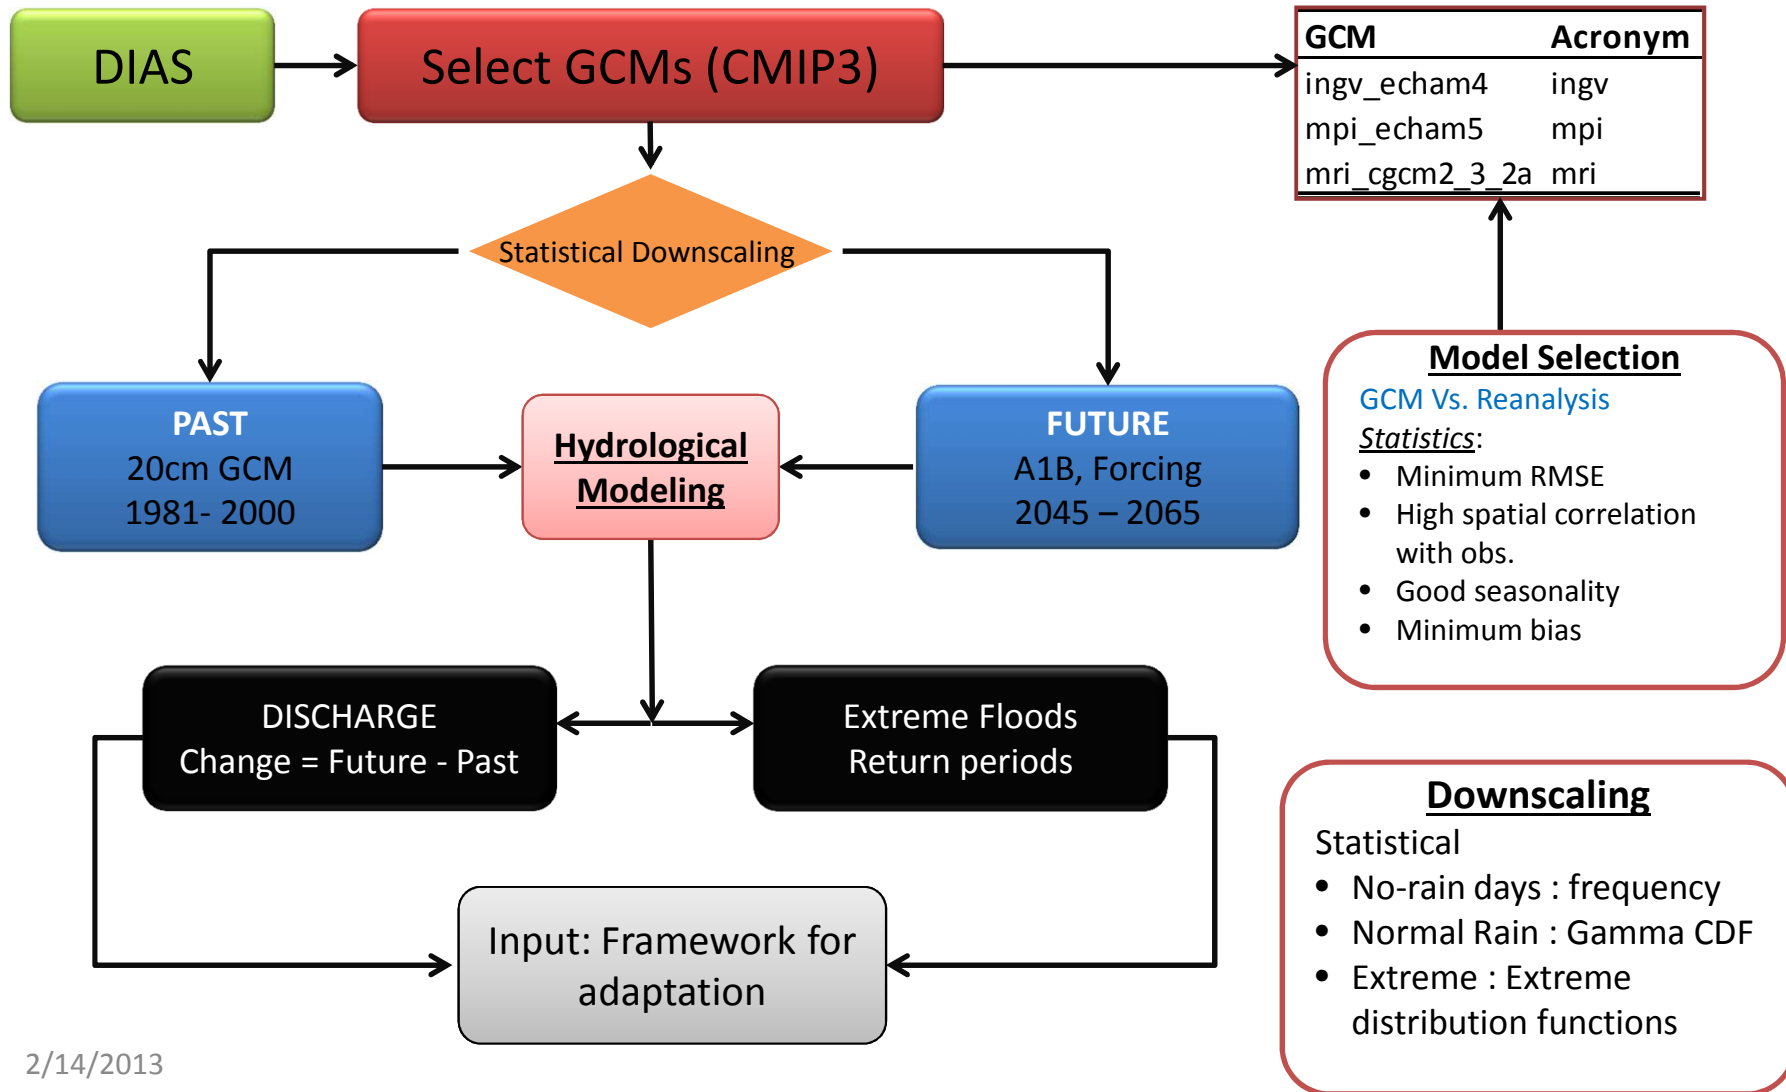 DIAS
Select GCMs (CMIP3)
GCM Acronym
ingv_echam4 ingv
mpi_echam5 mpi
mri_cgcm2_3_2a mri
Statistical Downscaling
PAST
20cm GCM
1981- 2000
Hydrological
Modeling
FUTURE
A1B, Forcing
2045 – 2065
Model Selection
GCM Vs. Reanalysis
Statistics:
• Minimum RMSE
• High spatial correlation
with obs.
• Good seasonality
• Minimum bias
DISCHARGE
Change = Future - Past
Extreme Floods
Return periods
Downscaling
Statistical
• No-rain days : frequency
• Normal Rain : Gamma CDF
• Extreme : Extreme
distribution functions
Input: Framework for
adaptation
2/14/2013